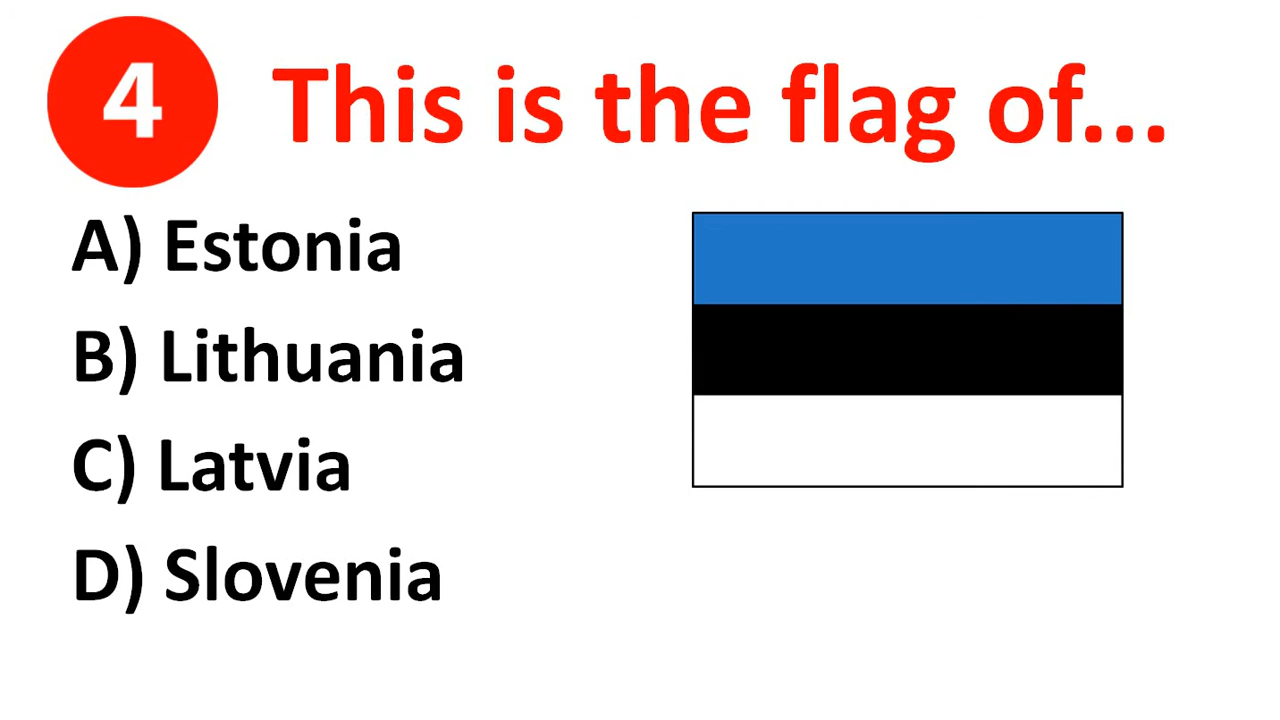 4 This is the flag of...
A) Estonia
B) Lithuania
C) Latvia
D) Slovenia